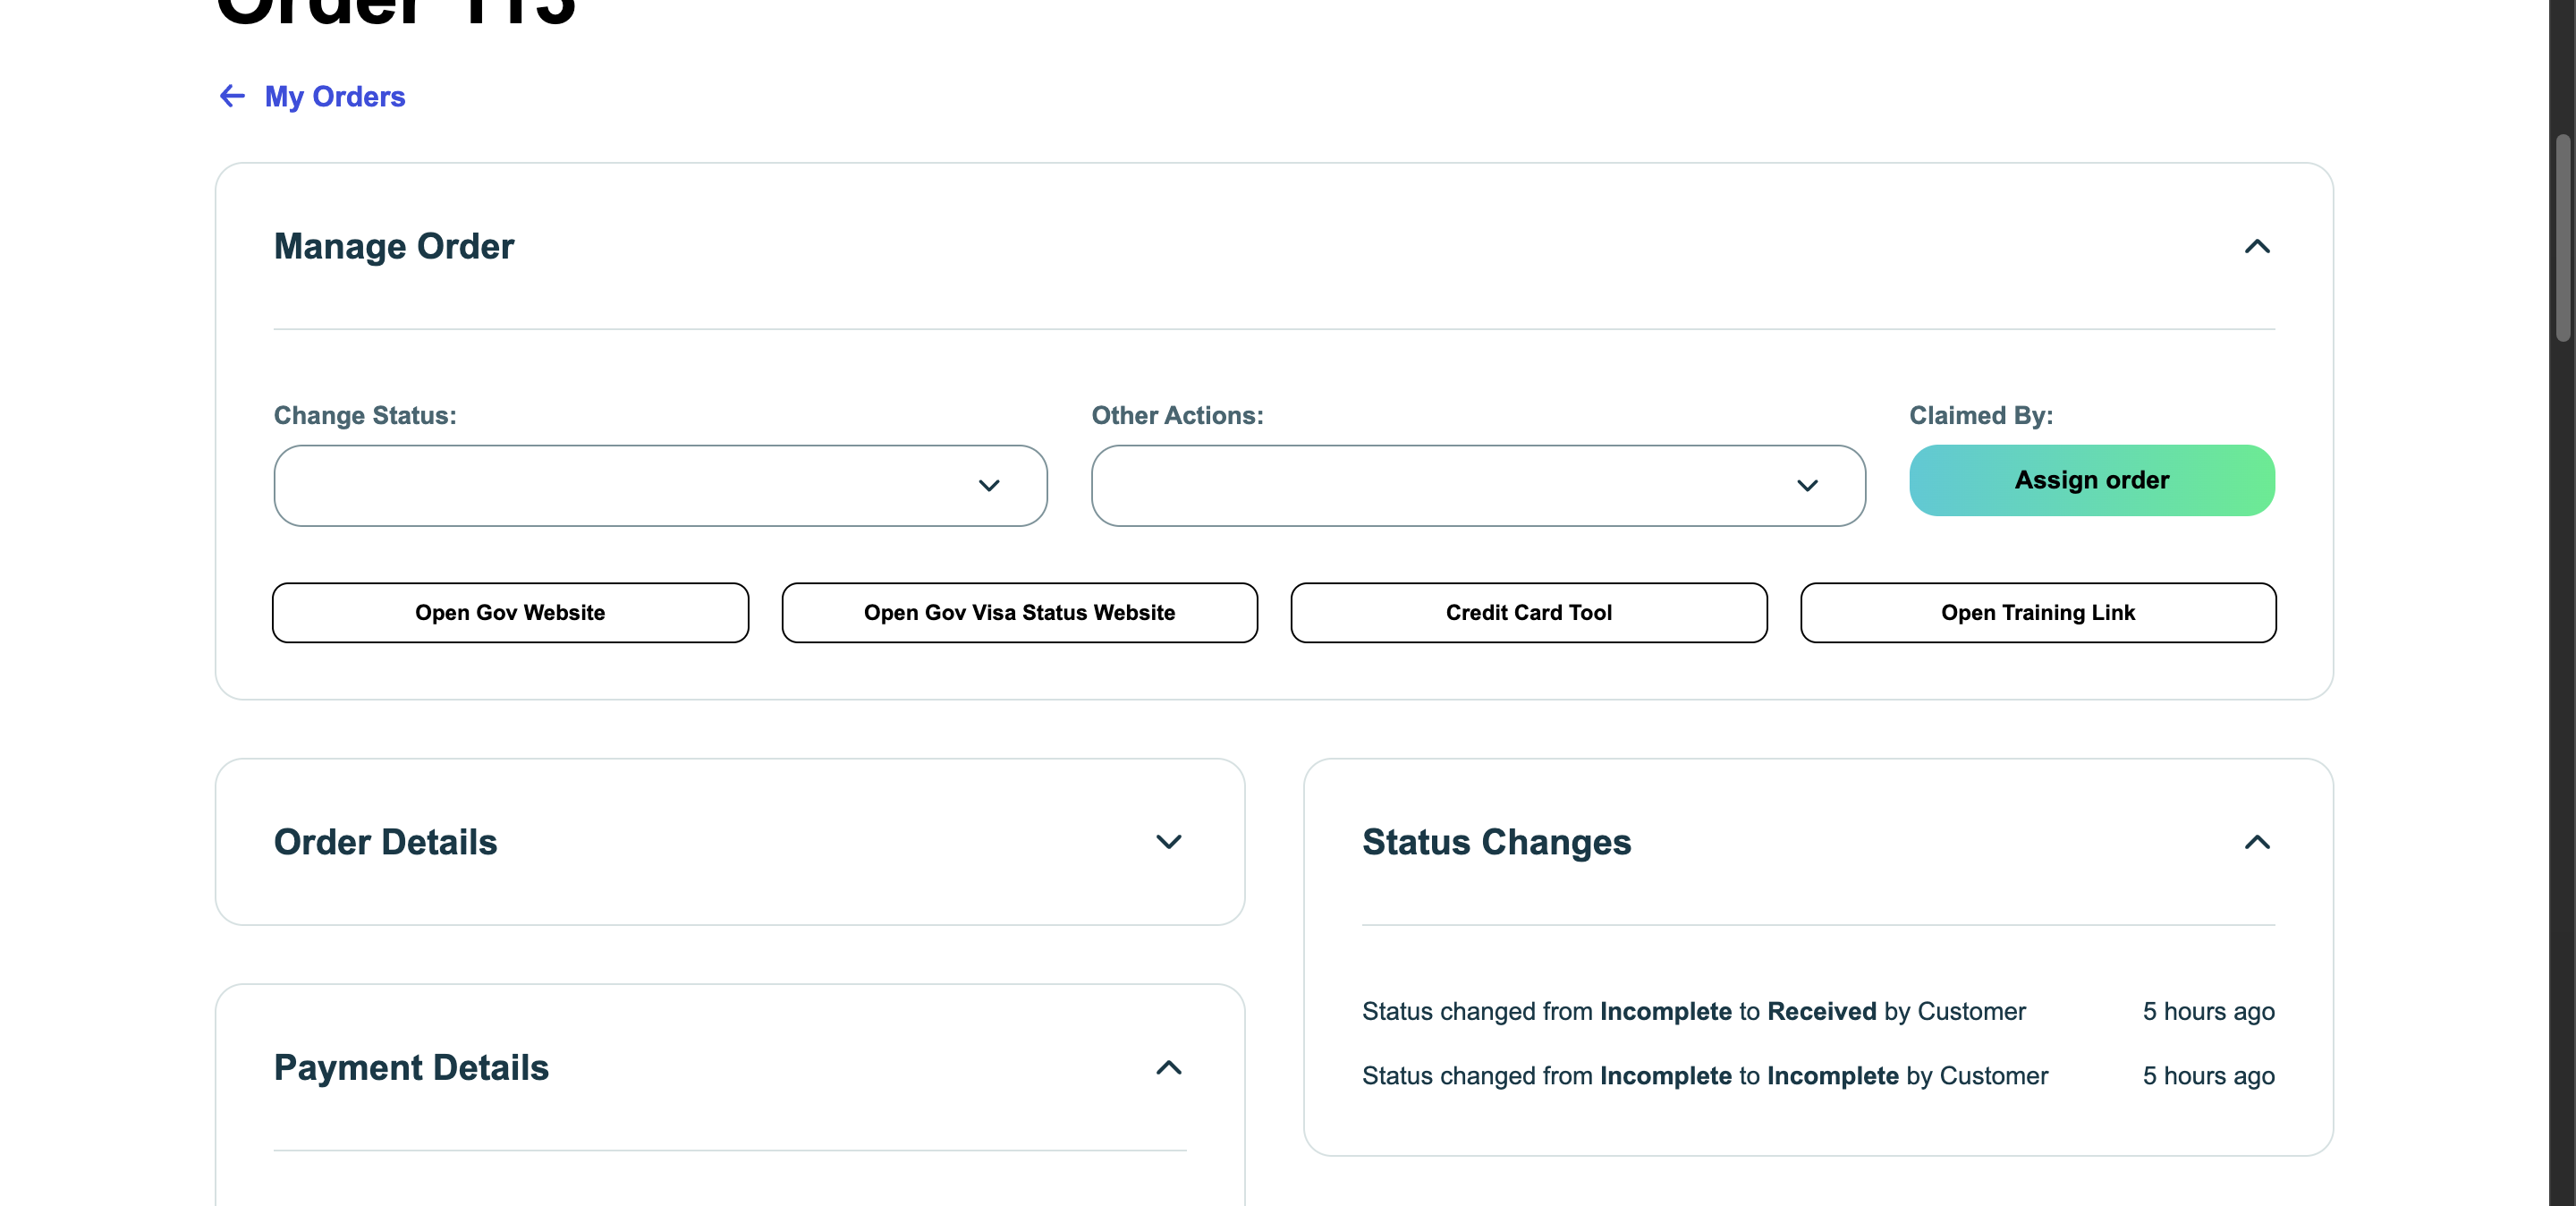 Order 113
My Orders
Manage Order
Change Status:
Other Actions:
Claimed By:
Assign order
Open Gov Website
Open Gov Visa Status Website
Credit Card Tool
Open Training Link
Order Details
Status Changes
Status changed from Incomplete to Received by Customer 5 hours ago
Status changed from Incomplete to Incomplete by Customer 5 hours ago
Payment Details